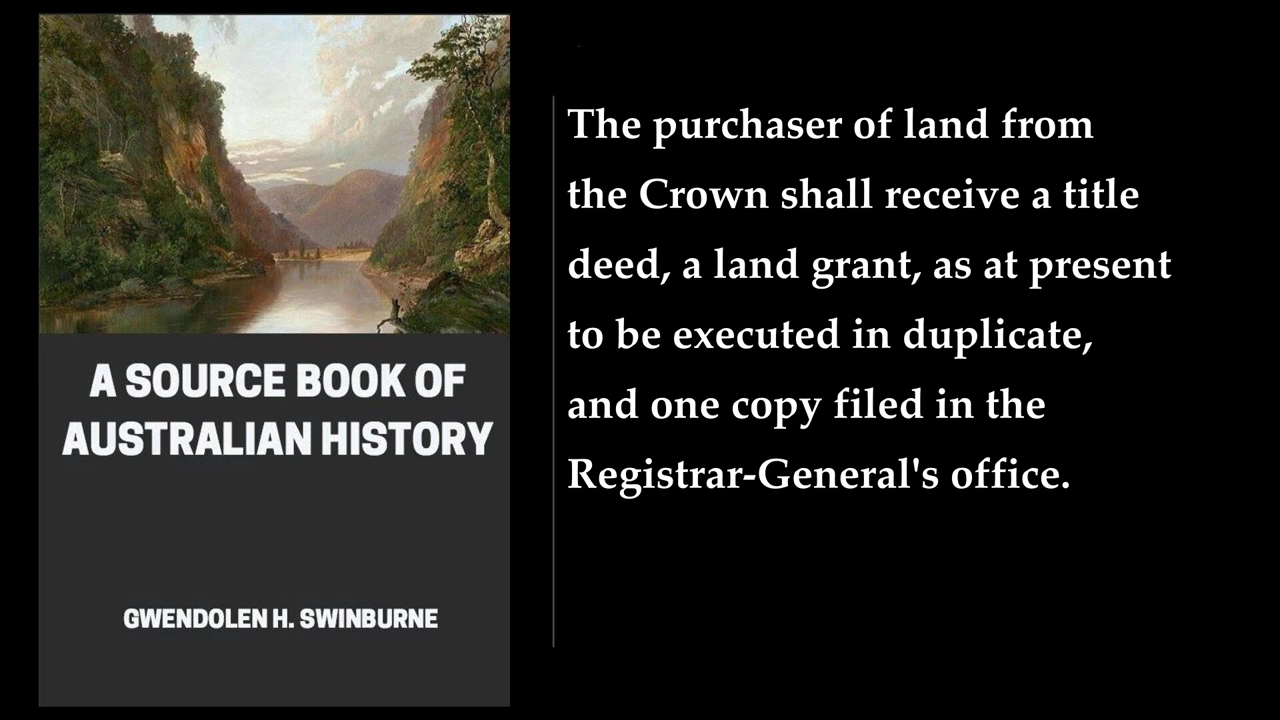 A SOURCE BOOK OF
AUSTRALIAN HISTORY
GWENDOLEN H. SWINBURNE
The purchaser of land from
the Crown shall receive a title
deed, a land grant, as at present
to be executed in duplicate,
and one copy filed in the
Registrar-General's office.